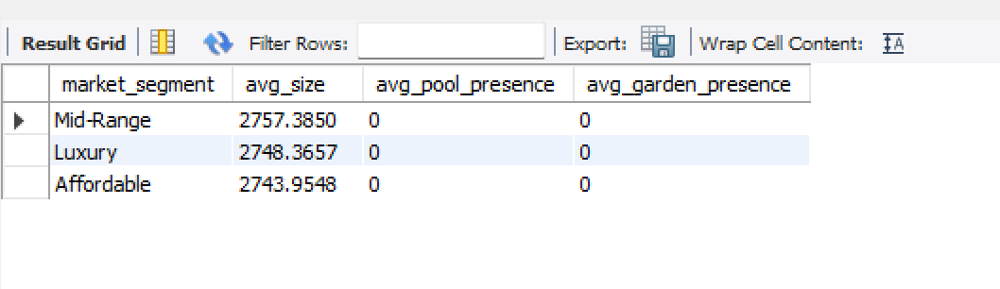 Result Grid Filter Rows: Export: Wrap Cell Content: IA
market_segment avg_size avg_pool_presence avg_garden_presence
Mid-Range 2757.3850 0 0
Luxury 2748.3657 0 0
Affordable 2743.9548 0 0